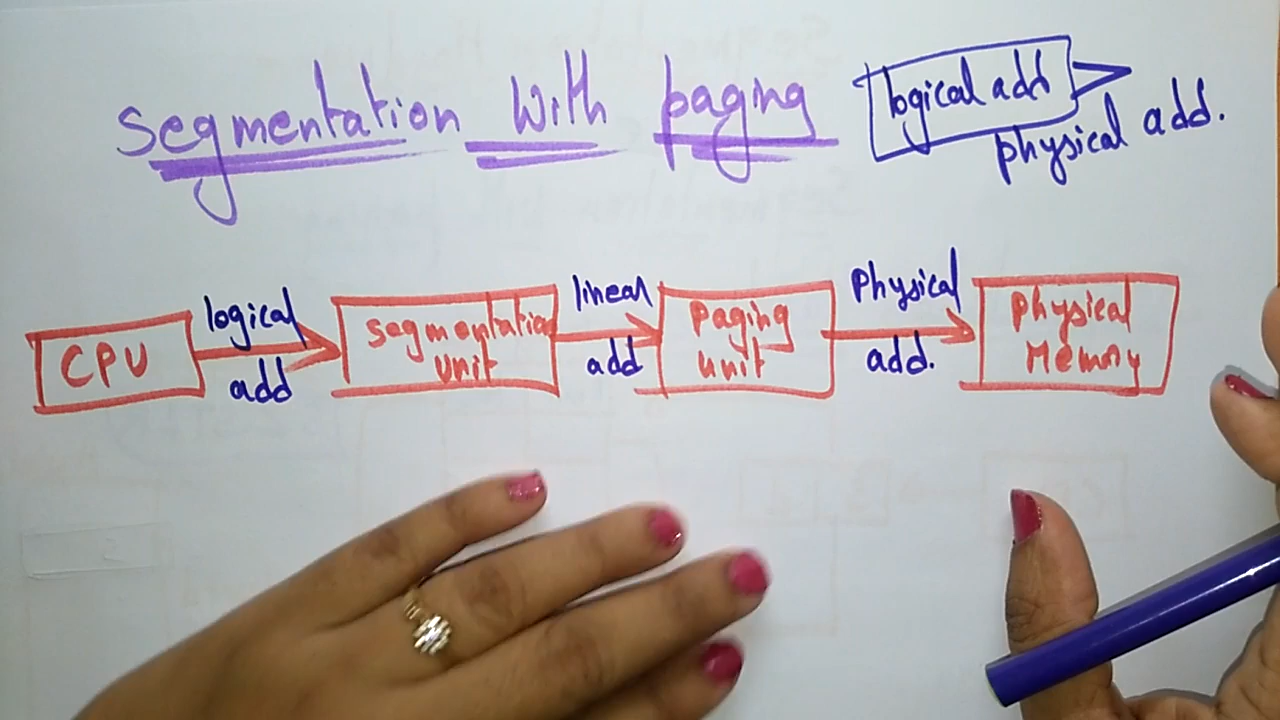 segmentation with paging
logical add
physical add.
CPU
logical
add
segmentation
unit
lineal
add
Paging
unit
Physical
add.
Physical
Memory